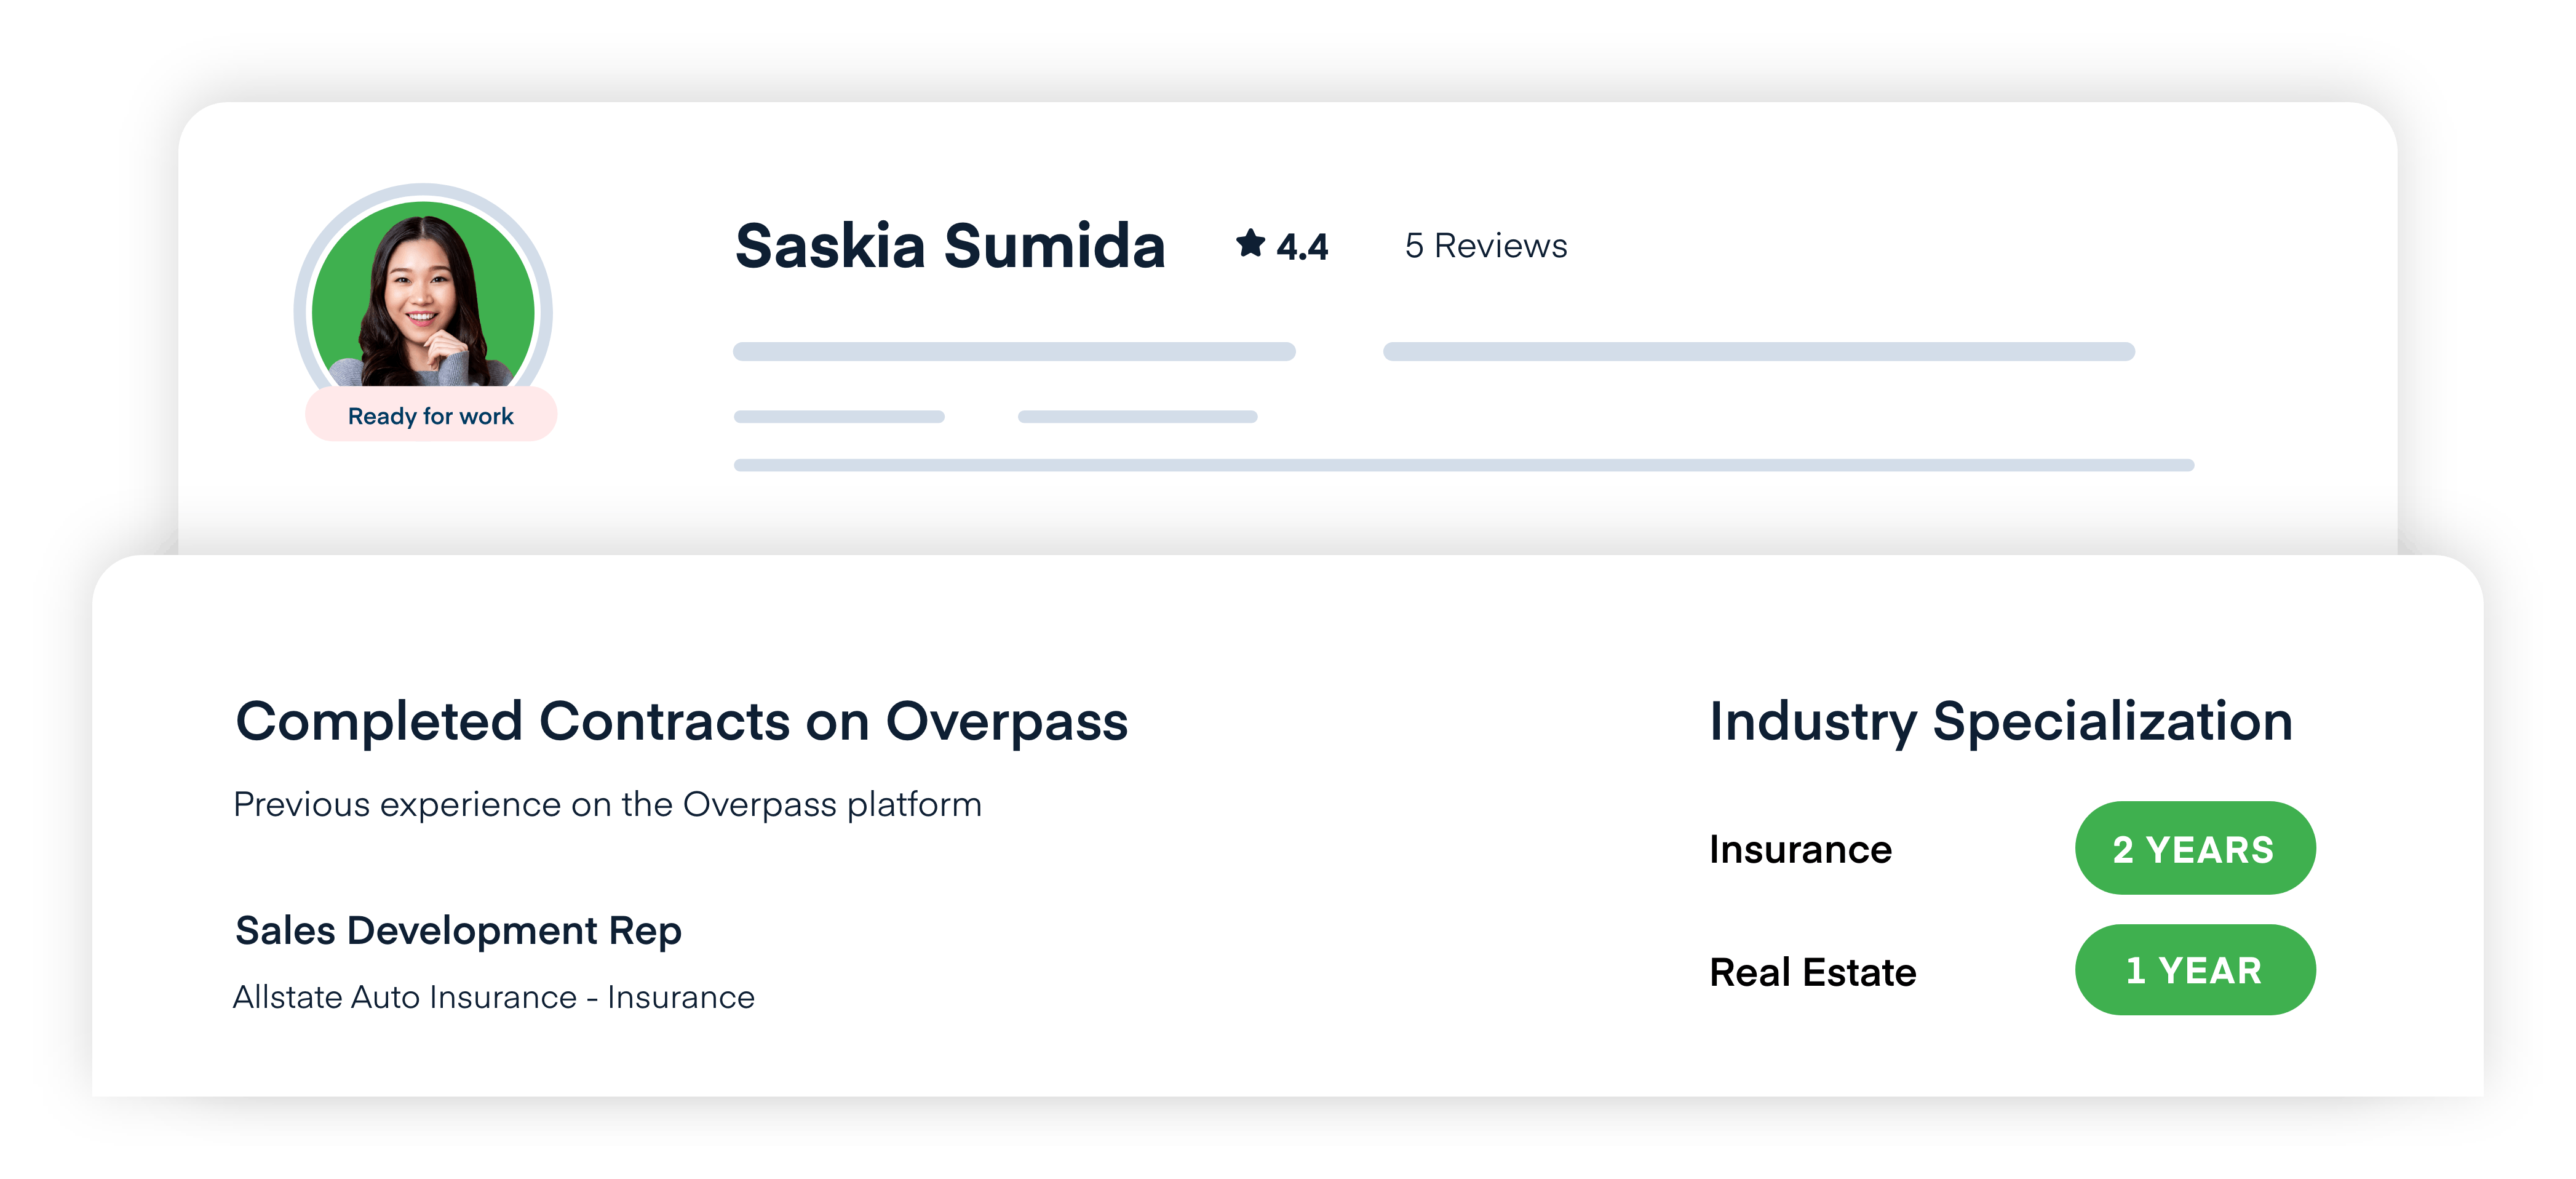 Saskia Sumida ★ 4.4 5 Reviews
Ready for work
Completed Contracts on Overpass
Previous experience on the Overpass platform
Sales Development Rep
Allstate Auto Insurance - Insurance
Industry Specialization
Insurance 2 YEARS
Real Estate 1 YEAR